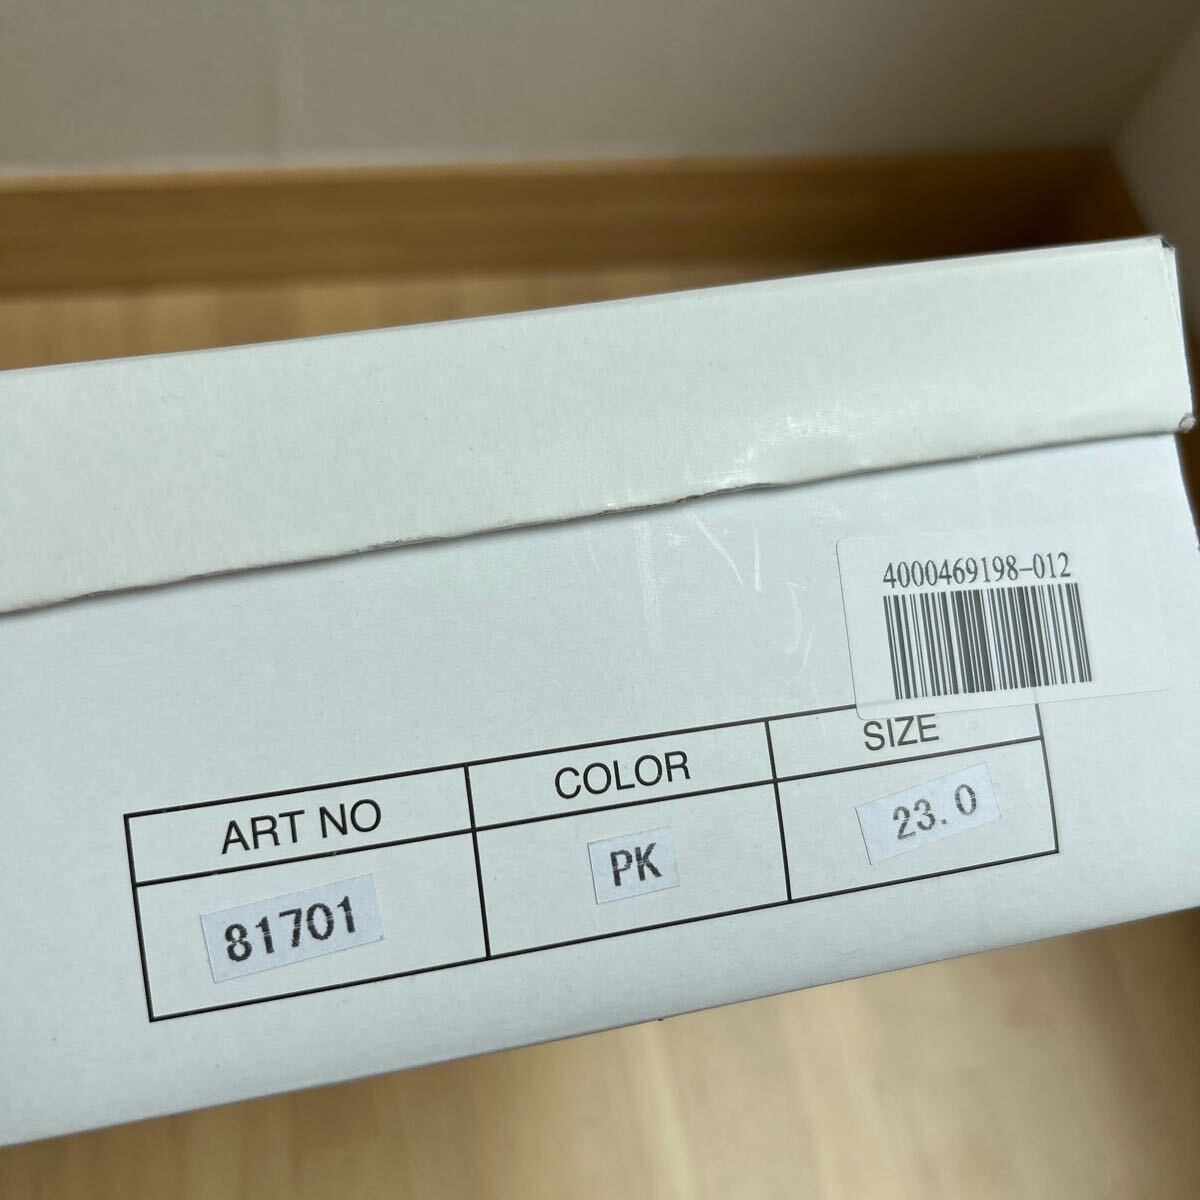 4000469198-012
ART NO COLOR SIZE
81701 PK 23.0